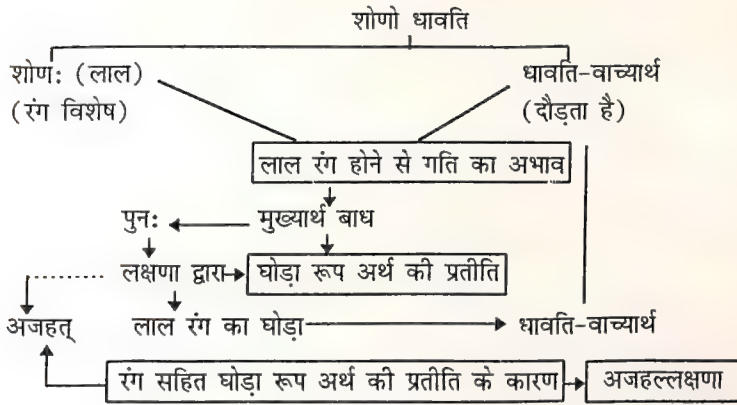 शोणो धावति
शोण: (लाल) धावति-वाच्यार्थ
(रंग विशेष) (दौड़ता है)
लाल रंग होने से गति का अभाव
पुन: मुख्यार्थ बाध
लक्षणा द्वारा घोड़ा रूप अर्थ की प्रतीति
अजहत् लाल रंग का घोड़ा धावति-वाच्यार्थ
रंग सहित घोड़ा रूप अर्थ की प्रतीति के कारण अजहल्लक्षणा